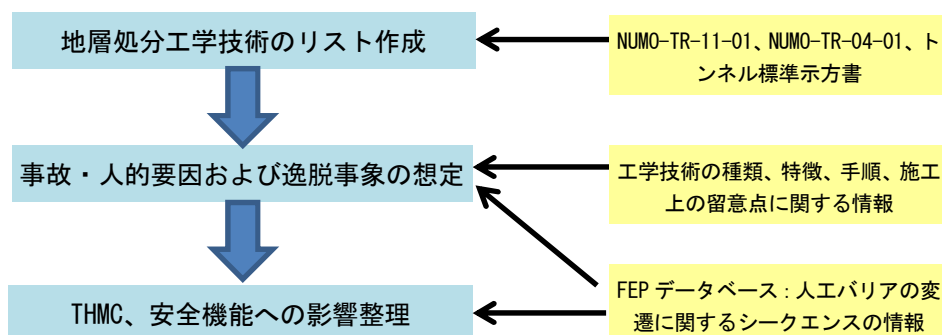 地層処分工学技術のリスト作成
NUMO-TR-11-01、NUMO-TR-04-01、ト
ンネル標準示方書
事故・人的要因および逸脱事象の想定
工学技術の種類、特徴、手順、施工
上の留意点に関する情報
THMC、安全機能への影響整理
FEP データベース：人工バリアの変
遷に関するシークエンスの情報